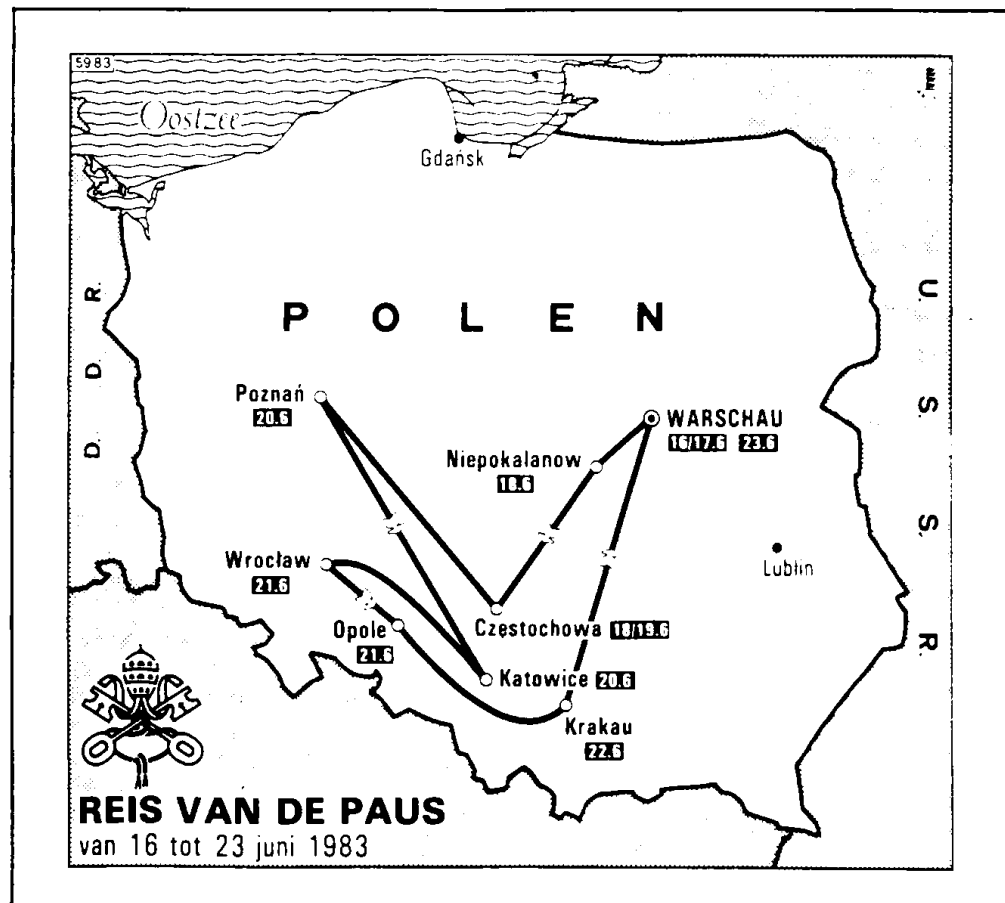 5983
Oostzee
Gdańsk
D. D. R.
U. S. S. R.
POLEN
Poznań
20.6
WARSCHAU
16/17.6 23.6
Niepokalanow
18.6
Wrocław
21.6
Lublin
Opole
21.6
Częstochowa 18/19.6
Katowice 20.6
Krakau
22.6
REIS VAN DE PAUS
van 16 tot 23 juni 1983